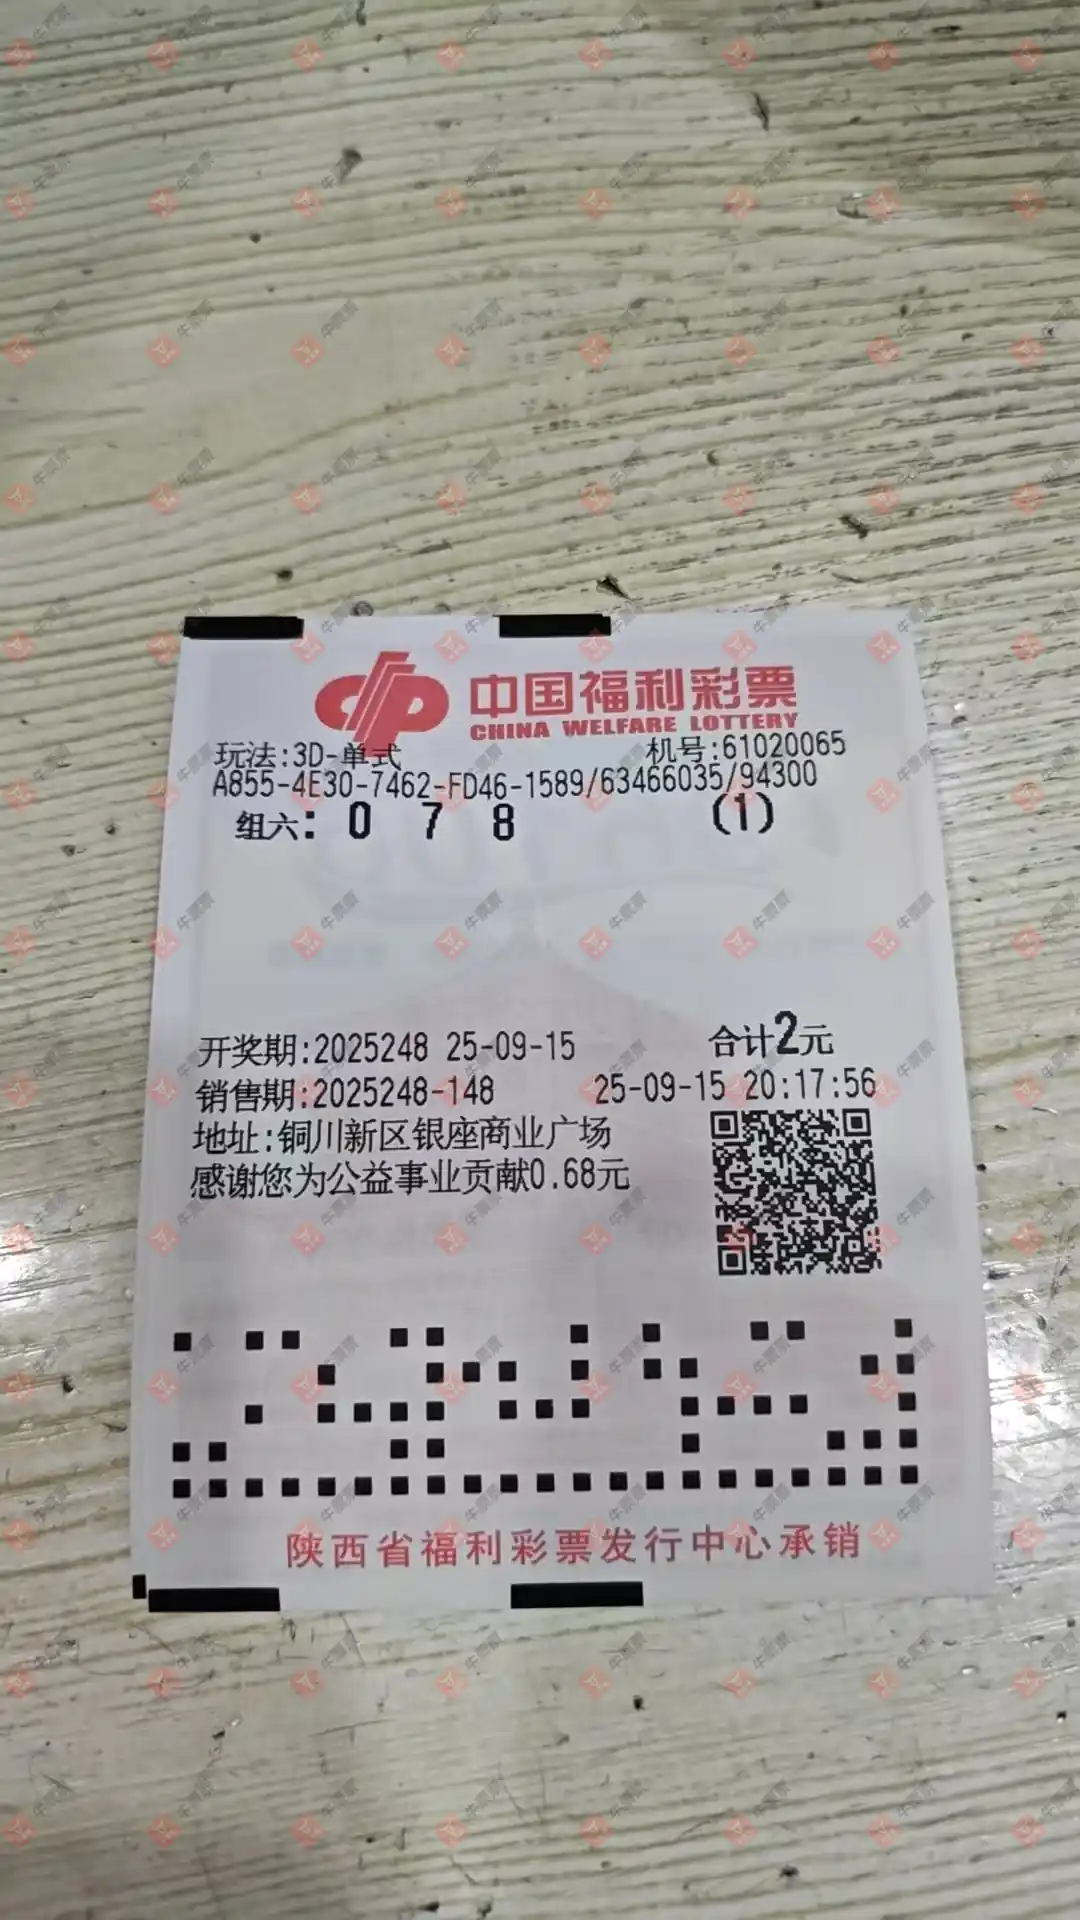 中国福利彩票
CHINA WELFARE LOTTERY
玩法:3D-单式 机号:61020065
A855-4E30-7462-FD46-1589/63466035/94300
组六: 0 7 8 (1)
开奖期:2025248 25-09-15 合计2元
销售期:2025248-148 25-09-15 20:17:56
地址:铜川新区银座商业广场
感谢您为公益事业贡献0.68元
陕西省福利彩票发行中心承销